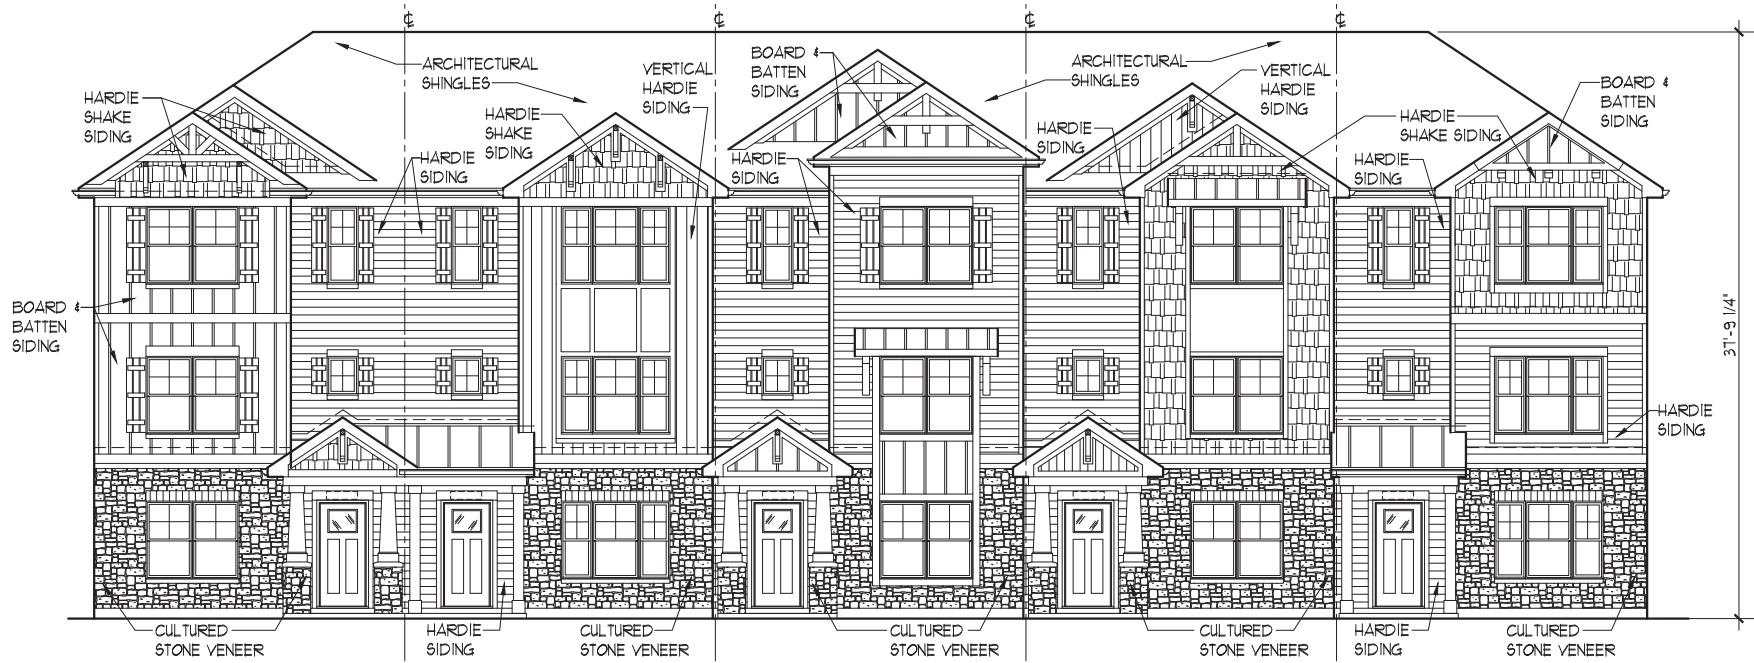 ℄
℄
℄
℄
ARCHITECTURAL
SHINGLES
VERTICAL
HARDIE
SIDING
BOARD &
BATTEN
SIDING
ARCHITECTURAL
SHINGLES
VERTICAL
HARDIE
SIDING
BOARD &
BATTEN
SIDING
HARDIE
SHAKE
SIDING
HARDIE
SHAKE
SIDING
HARDIE
SIDING
HARDIE
SHAKE SIDING
HARDIE
SIDING
HARDIE
SIDING
HARDIE
SIDING
BOARD &
BATTEN
SIDING
37'-9 1/4"
HARDIE
SIDING
CULTURED
STONE VENEER
HARDIE
SIDING
CULTURED
STONE VENEER
CULTURED
STONE VENEER
CULTURED
STONE VENEER
HARDIE
SIDING
CULTURED
STONE VENEER